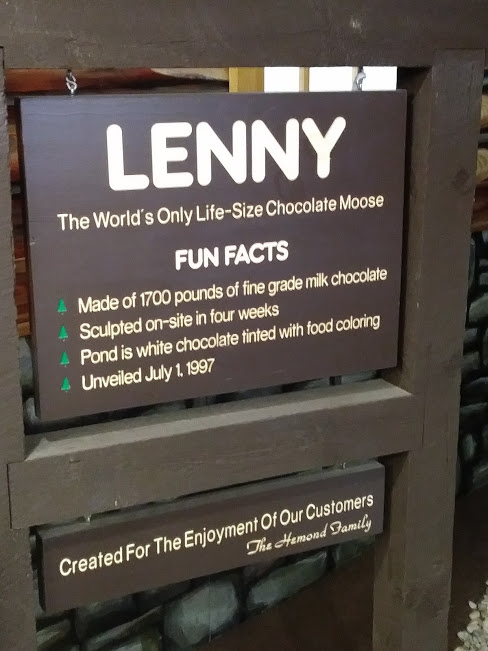 LENNY
The World's Only Life-Size Chocolate Moose
FUN FACTS
Made of 1700 pounds of fine grade milk chocolate
Sculpted on-site in four weeks
Pond is white chocolate tinted with food coloring
Unveiled July 1, 1997
Created For The Enjoyment Of Our Customers
The Hemond Family